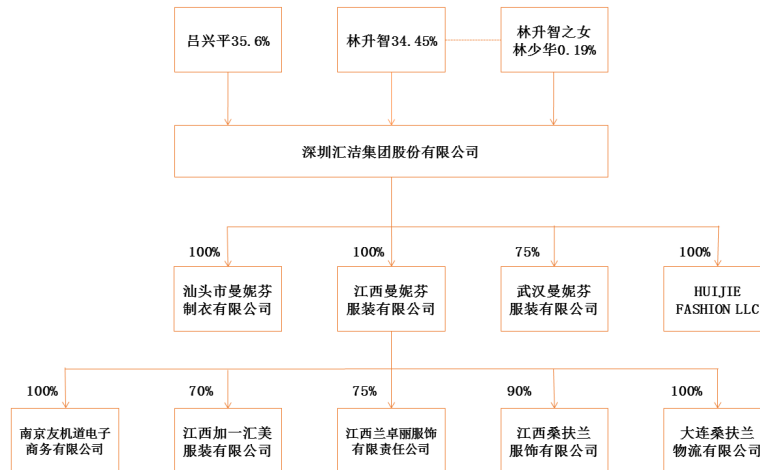 吕兴平35.6%
林升智34.45%
林升智之女
林少华0.19%
深圳汇洁集团股份有限公司
100%
100%
75%
100%
汕头市曼妮芬
制衣有限公司
江西曼妮芬
服装有限公司
武汉曼妮芬
服装有限公司
HUIJIE
FASHION LLC
100%
70%
75%
90%
100%
南京友机道电子
商务有限公司
江西加一汇美
服装有限公司
江西兰卓丽服饰
有限责任公司
江西桑扶兰
服饰有限公司
大连桑扶兰
物流有限公司